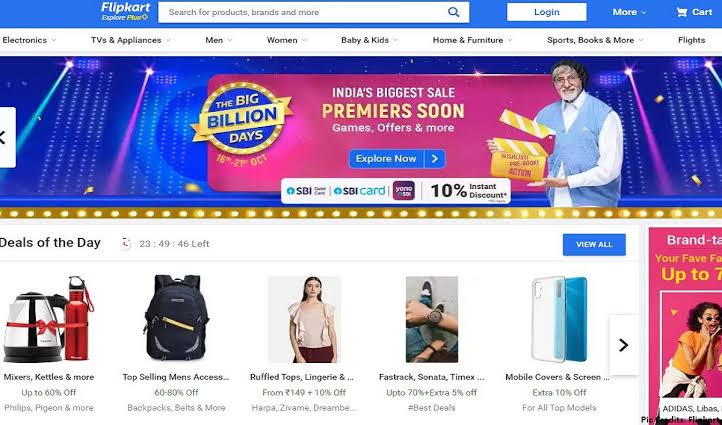 Flipkart
Explore Plus
Search for products, brands and more
Login
More
Cart
Electronics
TVs & Appliances
Men
Women
Baby & Kids
Home & Furniture
Sports, Books & More
Flights
THE BIG
BILLION
DAYS
16th-21st OCT
INDIA'S BIGGEST SALE
PREMIERS SOON
Games, Offers & more
Explore Now
WISHLIST!
PRE-BOOK!
ACTION
SBI Debit Card
SBI card
yono SBI
10% Instant Discount*
Deals of the Day
23 : 49 : 46 Left
VIEW ALL
Brand-ta
Your Fave Fa
Up to 7
Mixers, Kettles & more
Up to 60% Off
Philips, Pigeon & more
Top Selling Mens Access...
60-80% Off
Backpacks, Belts & More
Ruffled Tops, Lingerie & ...
From ₹149 + 10% Off
Harpa, Zivame, Dreambe...
Fastrack, Sonata, Timex ...
Upto 70%+Extra 5% off
#Best Deals
Mobile Covers & Screen ...
Extra 10% Off
For All Top Models
ADIDAS, Libas,
Pic Credits: Flipkart